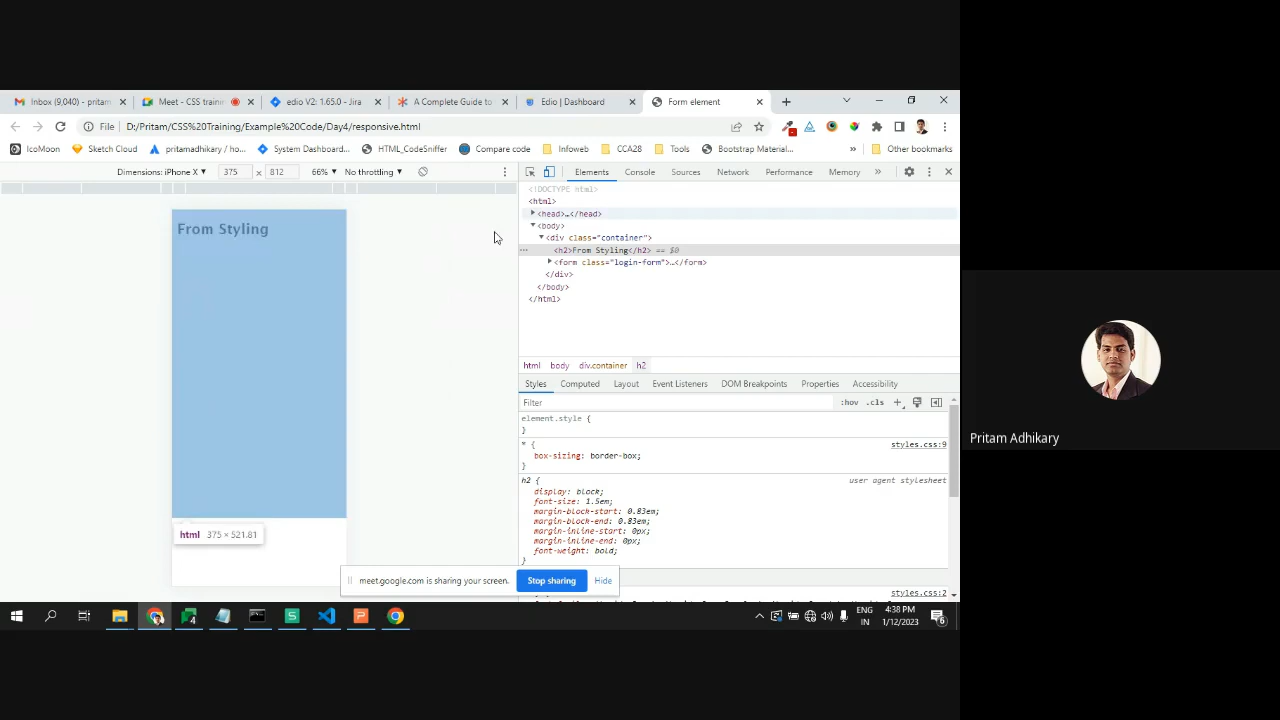 Inbox (9,040) - pritam
Meet - CSS traini
edio V2: 1.65.0 - Jira
A Complete Guide to
Edio | Dashboard
Form element
File D:/Pritam/CSS%20Training/Example%20Code/Day4/responsive.html
IcoMoon
Sketch Cloud
pritamadhikary / ho...
System Dashboard...
HTML_CodeSniffer
Compare code
Infoweb
CCA28
Tools
Bootstrap Material...
»
Other bookmarks
Dimensions: iPhone X ▼ 375 x 812 66% ▼ No throttling ▼
Elements Console Sources Network Performance Memory »
From Styling
html 375 × 521.81
<!DOCTYPE html>
<html>
<head>…</head>
<body>
<div class="container">
<h2>From Styling</h2> == $0
<form class="login-form">…</form>
</div>
</body>
</html>
html body div.container h2
Styles Computed Layout Event Listeners DOM Breakpoints Properties Accessibility
Filter :hov .cls +
element.style {
}
* { styles.css:9
box-sizing: border-box;
}
h2 { user agent stylesheet
display: block;
font-size: 1.5em;
margin-block-start: 0.83em;
margin-block-end: 0.83em;
margin-inline-start: 0px;
margin-inline-end: 0px;
font-weight: bold;
}
styles.css:2
meet.google.com is sharing your screen. Stop sharing Hide
ENG
IN
4:38 PM
1/12/2023
6
Pritam Adhikary